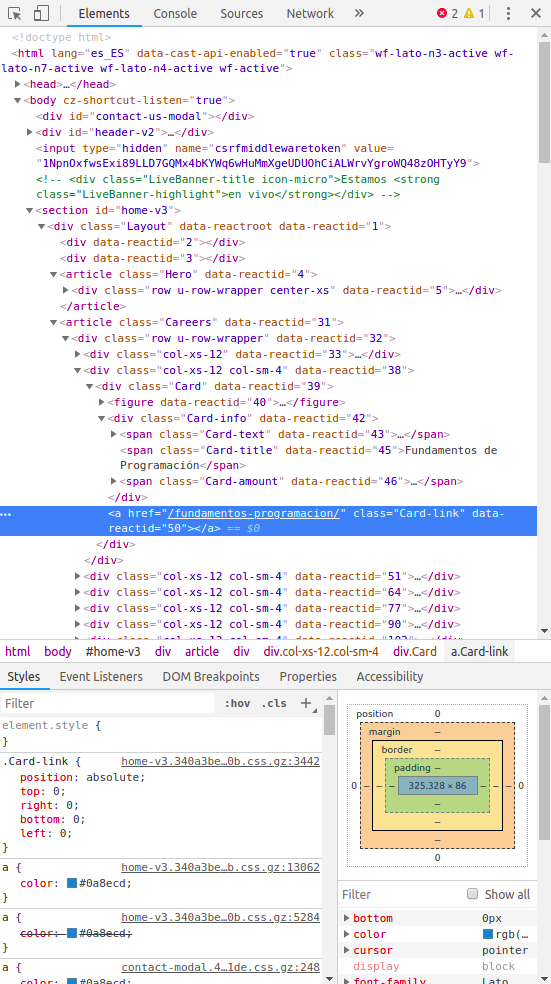 Elements Console Sources Network 2 1
<!doctype html>
<html lang="es_ES" data-cast-api-enabled="true" class="wf-lato-n3-active wf-
lato-n7-active wf-lato-n4-active wf-active">
<head>…</head>
<body cz-shortcut-listen="true">
<div id="contact-us-modal"></div>
<div id="header-v2">…</div>
<input type="hidden" name="csrfmiddlewaretoken" value=
"1NpnOxfwsExi89LLD7GQMx4bKYWq6wHuMmXgeUDUOhCiALWrvYgroWQ48zOHTyY9">
<!-- <div class="LiveBanner-title icon-micro">Estamos <strong
class="LiveBanner-highlight">en vivo</strong></div> -->
<section id="home-v3">
<div class="Layout" data-reactroot data-reactid="1">
<div data-reactid="2"></div>
<div data-reactid="3"></div>
<article class="Hero" data-reactid="4">
<div class="row u-row-wrapper center-xs" data-reactid="5">…</div>
</article>
<article class="Careers" data-reactid="31">
<div class="row u-row-wrapper" data-reactid="32">
<div class="col-xs-12" data-reactid="33">…</div>
<div class="col-xs-12 col-sm-4" data-reactid="38">
<div class="Card" data-reactid="39">
<figure data-reactid="40">…</figure>
<div class="Card-info" data-reactid="42">
<span class="Card-text" data-reactid="43">…</span>
<span class="Card-title" data-reactid="45">Fundamentos de
Programación</span>
<span class="Card-amount" data-reactid="46">…</span>
</div>
<a href="/fundamentos-programacion/" class="Card-link" data-
reactid="50"></a> == $0
</div>
</div>
<div class="col-xs-12 col-sm-4" data-reactid="51">…</div>
<div class="col-xs-12 col-sm-4" data-reactid="64">…</div>
<div class="col-xs-12 col-sm-4" data-reactid="77">…</div>
<div class="col-xs-12 col-sm-4" data-reactid="90">…</div>
<div class="col-xs-12 col-sm-4" data-reactid="103">…</div>
html body #home-v3 div article div div.col-xs-12.col-sm-4 div.Card a.Card-link
Styles Event Listeners DOM Breakpoints Properties Accessibility
Filter :hov .cls +
element.style {
}
.Card-link { home-v3.340a3be…0b.css.gz:3442
position: absolute;
top: 0;
right: 0;
bottom: 0;
left: 0;
}
a { home-v3.340a3be…b.css.gz:13062
color: #0a8ecd;
}
a { home-v3.340a3be…0b.css.gz:5284
color: #0a8ecd;
}
a { contact-modal.4…1de.css.gz:248
color: #0a8ecd;
position 0
margin –
border –
padding –
0 – – – 325.328 × 86 – – – 0
–
–
–
0
Filter Show all
bottom 0px
color rgb(…
cursor pointer
display block
font-family Lato